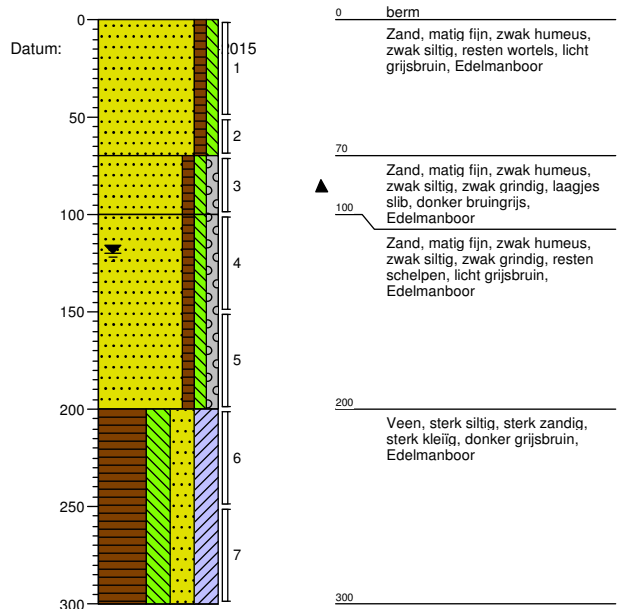 0
Datum:
2015
1
50
2
3
100
4
150
5
200
6
250
7
300
0 berm
Zand, matig fijn, zwak humeus,
zwak siltig, resten wortels, licht
grijsbruin, Edelmanboor
70
Zand, matig fijn, zwak humeus,
zwak siltig, zwak grindig, laagjes
slib, donker bruingrijs,
Edelmanboor
100
Zand, matig fijn, zwak humeus,
zwak siltig, zwak grindig, resten
schelpen, licht grijsbruin,
Edelmanboor
200
Veen, sterk siltig, sterk zandig,
sterk kleiïg, donker grijsbruin,
Edelmanboor
300